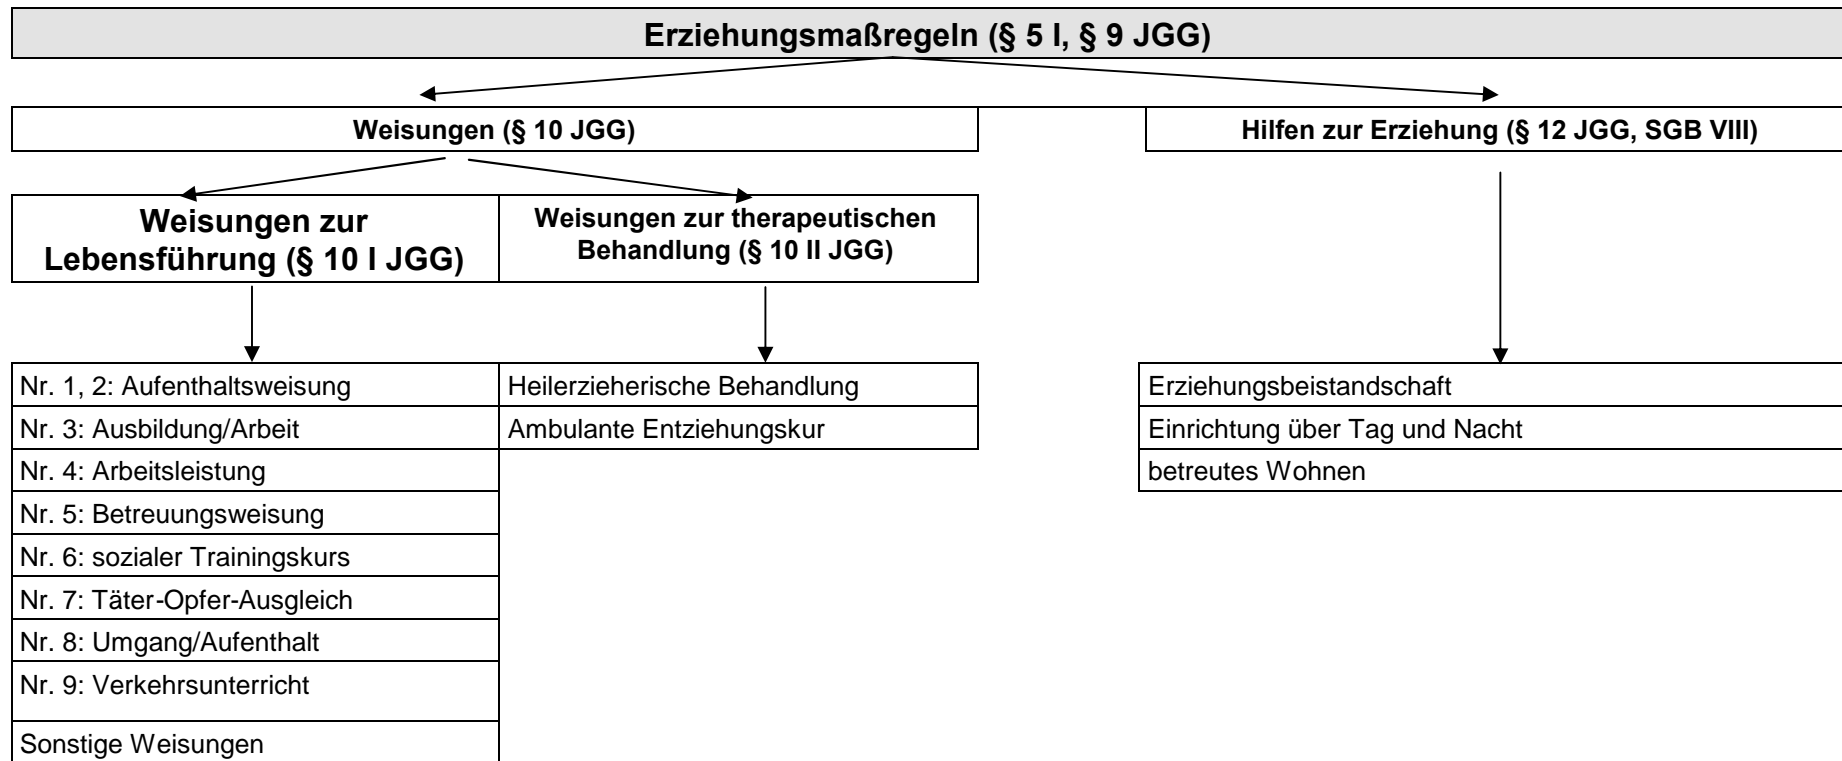 Erziehungsmaßregeln (§ 5 I, § 9 JGG)
Weisungen (§ 10 JGG)
Hilfen zur Erziehung (§ 12 JGG, SGB VIII)
Weisungen zur
Lebensführung (§ 10 I JGG)
Weisungen zur therapeutischen
Behandlung (§ 10 II JGG)
Nr. 1, 2: Aufenthaltsweisung
Nr. 3: Ausbildung/Arbeit
Nr. 4: Arbeitsleistung
Nr. 5: Betreuungsweisung
Nr. 6: sozialer Trainingskurs
Nr. 7: Täter-Opfer-Ausgleich
Nr. 8: Umgang/Aufenthalt
Nr. 9: Verkehrsunterricht
Sonstige Weisungen
Heilerzieherische Behandlung
Ambulante Entziehungskur
Erziehungsbeistandschaft
Einrichtung über Tag und Nacht
betreutes Wohnen